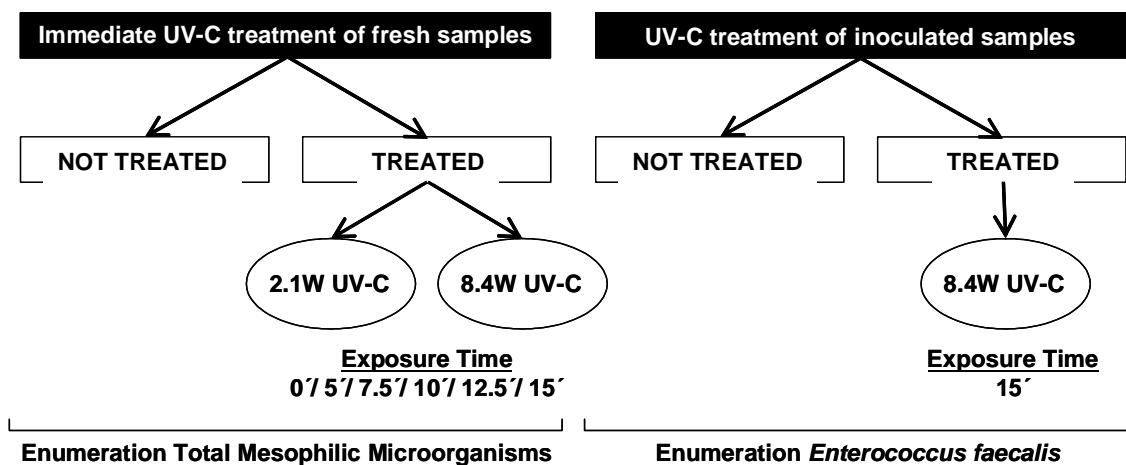 Immediate UV-C treatment of fresh samples
NOT TREATED
TREATED
2.1W UV-C
8.4W UV-C
Exposure Time
0´/ 5´/ 7.5´/ 10´/ 12.5´/ 15´
Enumeration Total Mesophilic Microorganisms
UV-C treatment of inoculated samples
NOT TREATED
TREATED
8.4W UV-C
Exposure Time
15´
Enumeration Enterococcus faecalis